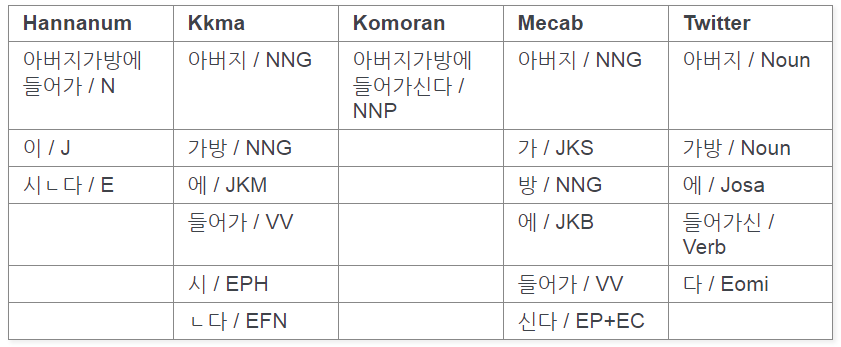 Hannanum Kkma Komoran Mecab Twitter
아버지가방에 아버지 / NNG 아버지가방에 아버지 / NNG 아버지 / Noun
들어가 / N 들어가신다 /
NNP
이 / J 가방 / NNG 가 / JKS 가방 / Noun
시ㄴ다 / E 에 / JKM 방 / NNG 에 / Josa
들어가 / VV 에 / JKB 들어가신 /
Verb
시 / EPH 들어가 / VV 다 / Eomi
ㄴ다 / EFN 신다 / EP+EC